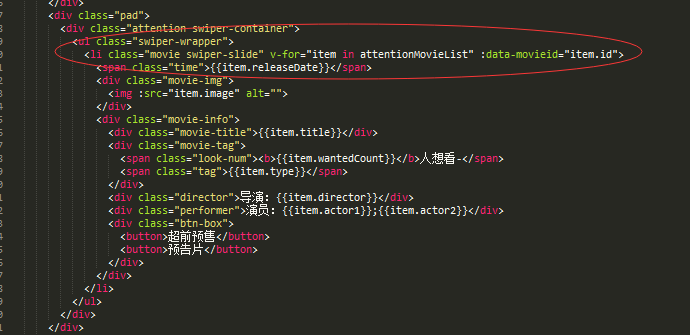 </div>
<div class="pad">
<div class="attention swiper-container">
<ul class="swiper-wrapper">
<li class="movie swiper-slide" v-for="item in attentionMovieList" :data-movieid="item.id">
<span class="time">{{item.releaseDate}}</span>
<div class="movie-img">
<img :src="item.image" alt="">
</div>
<div class="movie-info">
<div class="movie-title">{{item.title}}</div>
<div class="movie-tag">
<span class="look-num"><b>{{item.wantedCount}}</b>人想看-</span>
<span class="tag">{{item.type}}</span>
</div>
<div class="director">导演: {{item.director}}</div>
<div class="performer">演员: {{item.actor1}};{{item.actor2}}</div>
<div class="btn-box">
<button>超前预售</button>
<button>预告片</button>
</div>
</div>
</li>
</ul>
</div>
</div>